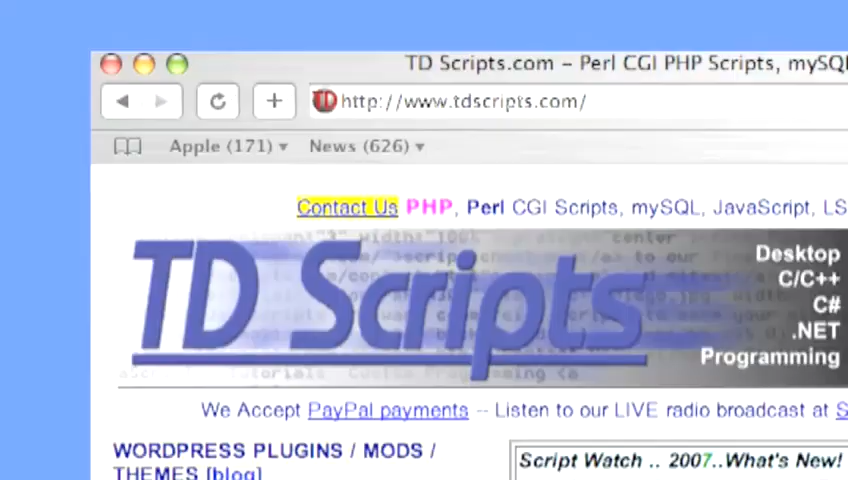 TD Scripts.com – Perl CGI PHP Scripts, mySQL
http://www.tdscripts.com/
Apple (171) News (626)
Contact Us PHP, Perl CGI Scripts, mySQL, JavaScript, LS
TD Scripts
Desktop
C/C++
C#
.NET
Programming
We Accept PayPal payments -- Listen to our LIVE radio broadcast at S
WORDPRESS PLUGINS / MODS /
THEMES [blog]
Script Watch .. 2007..What's New!